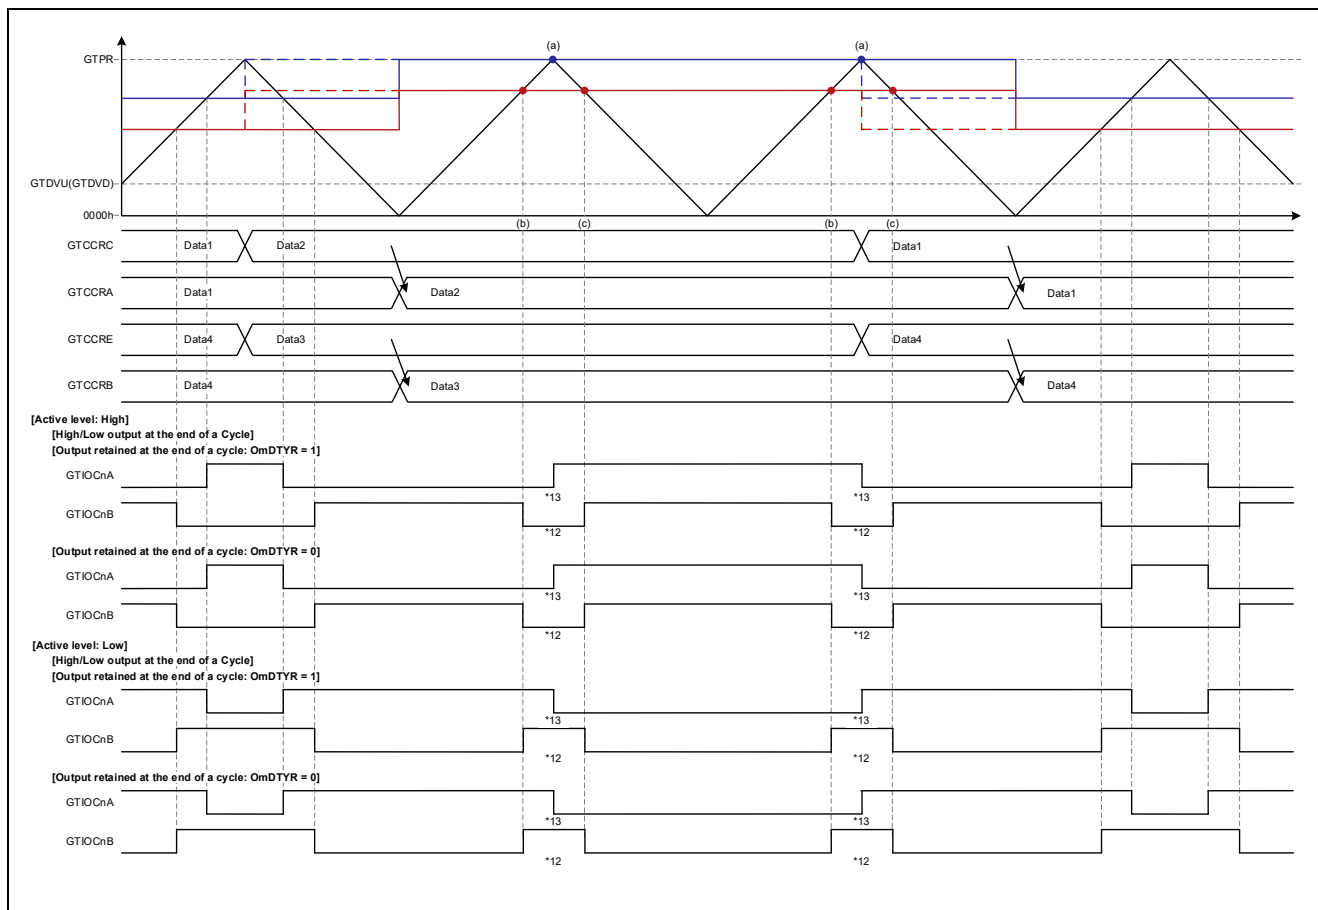 (a) (a)
GTPR
GTDVU(GTDVD)
0000h
(b) (c) (b) (c)
GTCCRC Data1 Data2 Data1
GTCCRA Data1 Data2 Data1
GTCCRE Data4 Data3 Data4
GTCCRB Data4 Data3 Data4
[Active level: High]
[High/Low output at the end of a Cycle]
[Output retained at the end of a cycle: OmDTYR = 1]
GTIOCnA
*13 *13
GTIOCnB
*12 *12
[Output retained at the end of a cycle: OmDTYR = 0]
GTIOCnA
*13 *13
GTIOCnB
*12 *12
[Active level: Low]
[High/Low output at the end of a Cycle]
[Output retained at the end of a cycle: OmDTYR = 1]
GTIOCnA
*13 *13
GTIOCnB
*12 *12
[Output retained at the end of a cycle: OmDTYR = 0]
GTIOCnA
*13 *13
GTIOCnB
*12 *12